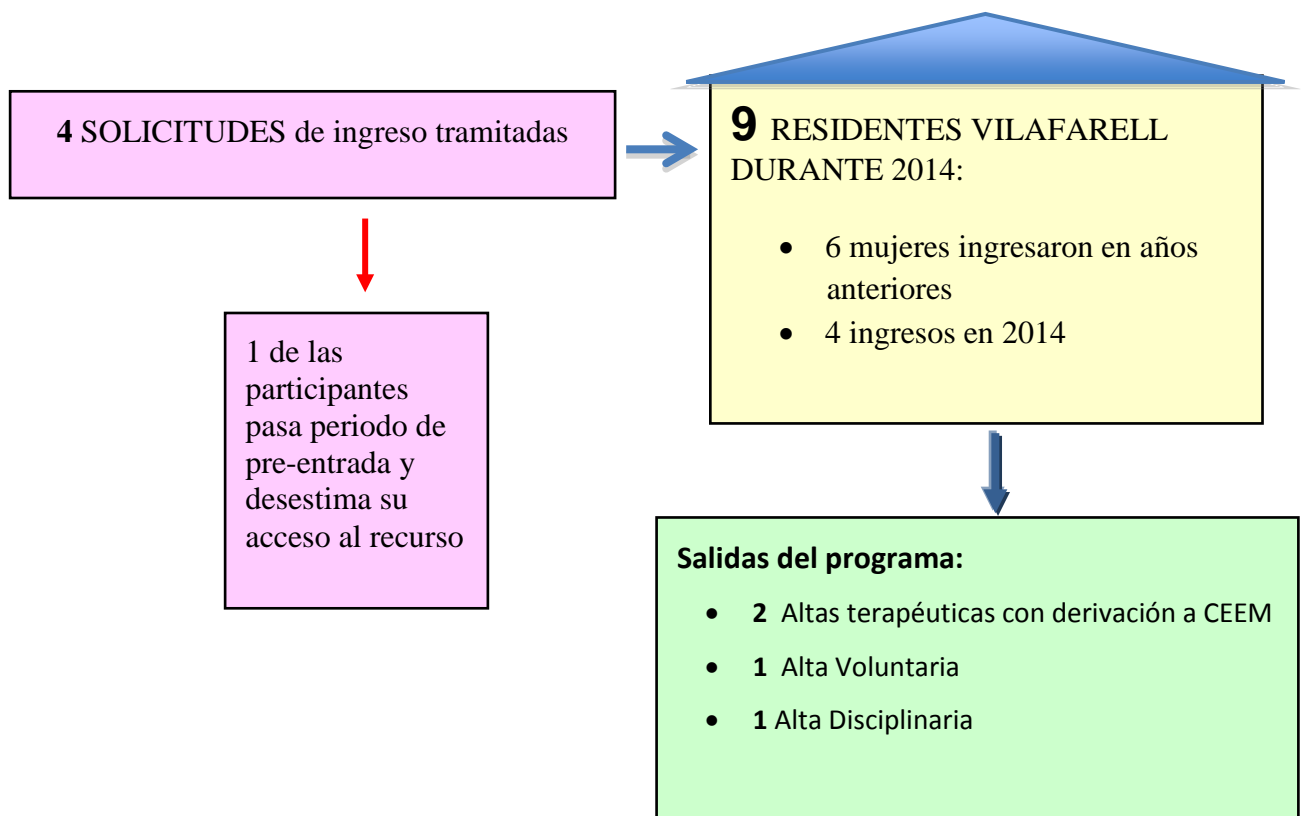 4 SOLICITUDES de ingreso tramitadas
9 RESIDENTES VILAFARELL
DURANTE 2014:
• 6 mujeres ingresaron en años
anteriores
• 4 ingresos en 2014
1 de las
participantes
pasa periodo de
pre-entrada y
desestima su
acceso al recurso
Salidas del programa:
• 2 Altas terapéuticas con derivación a CEEM
• 1 Alta Voluntaria
• 1 Alta Disciplinaria